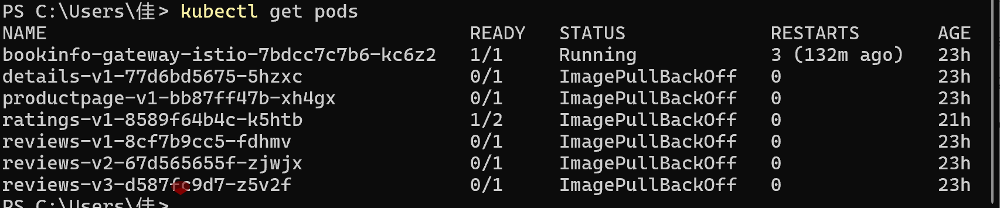 PS C:\Users\佳> kubectl get pods
NAME READY STATUS RESTARTS AGE
bookinfo-gateway-istio-7bdcc7c7b6-kc6z2 1/1 Running 3 (132m ago) 23h
details-v1-77d6bd5675-5hzxc 0/1 ImagePullBackOff 0 23h
productpage-v1-bb87ff47b-xh4gx 0/1 ImagePullBackOff 0 23h
ratings-v1-8589f64b4c-k5htb 1/2 ImagePullBackOff 0 21h
reviews-v1-8cf7b9cc5-fdhmv 0/1 ImagePullBackOff 0 23h
reviews-v2-67d565655f-zjwjx 0/1 ImagePullBackOff 0 23h
reviews-v3-d587fc9d7-z5v2f 0/1 ImagePullBackOff 0 23h
PS C:\Users\佳>